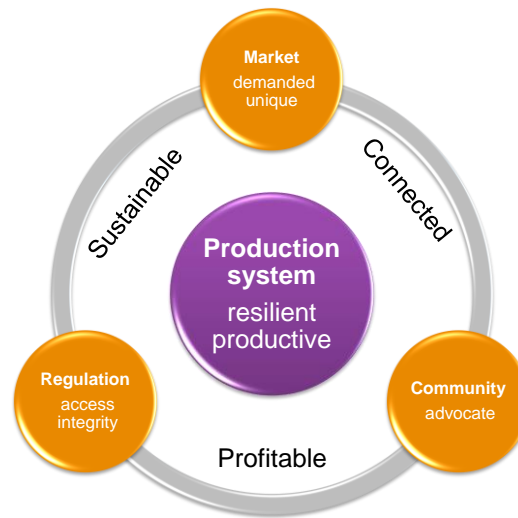 Market
demanded
unique
Sustainable
Connected
Production
system
resilient
productive
Regulation
access
integrity
Community
advocate
Profitable